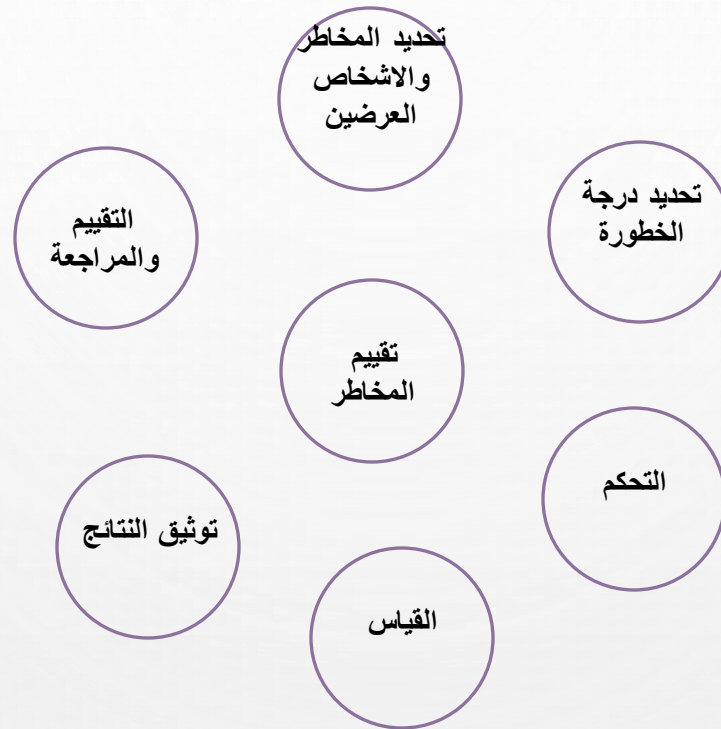 تحديد المخاطر
والاشخاص
العرضين
تحديد درجة
الخطورة
التقييم
والمراجعة
تقييم
المخاطر
التحكم
توثيق النتائج
القياس